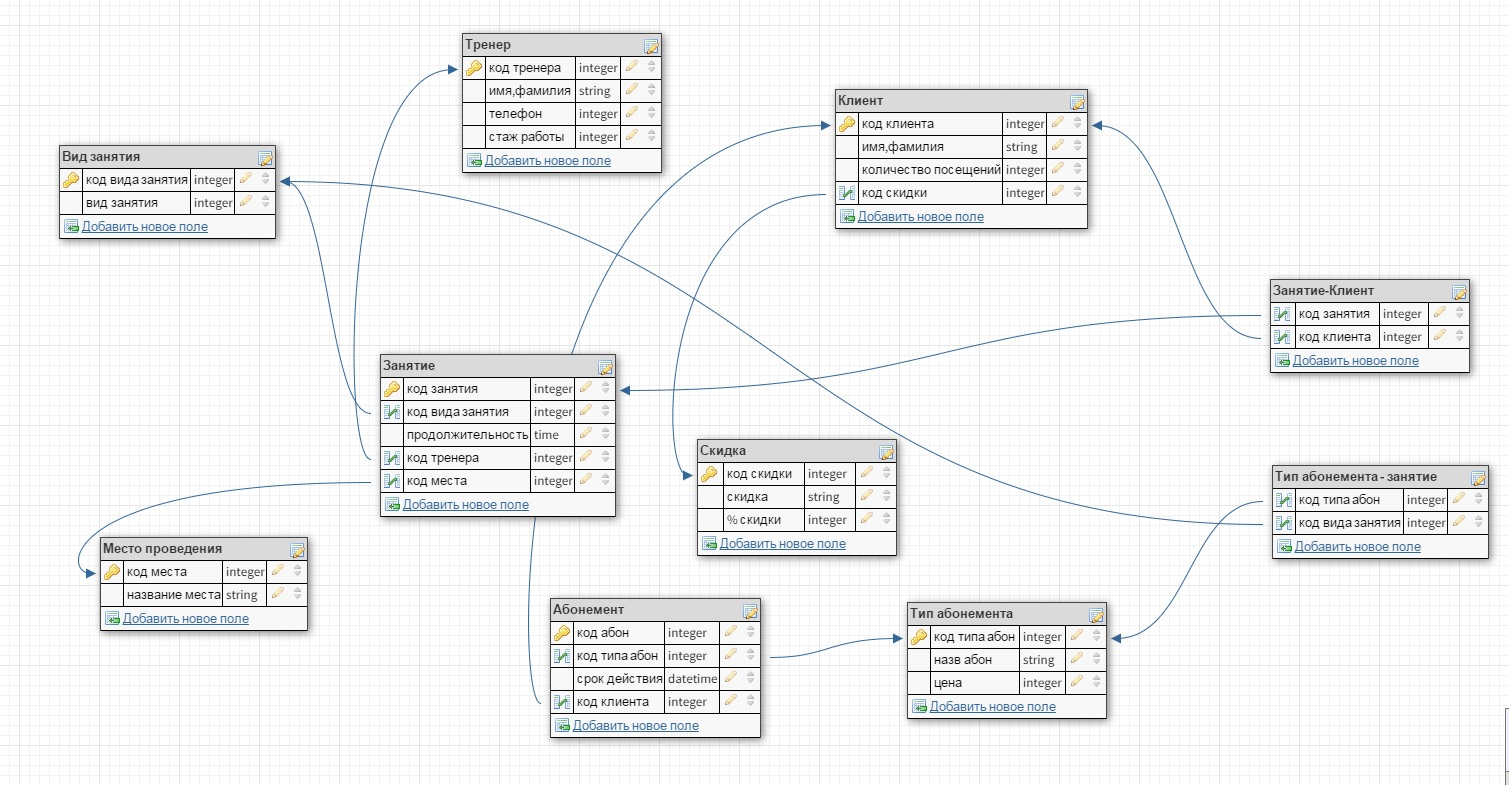 Тренер
код тренера integer
имя,фамилия string
телефон integer
стаж работы integer
Добавить новое поле
Клиент
код клиента integer
имя,фамилия string
количество посещений integer
код скидки integer
Добавить новое поле
Вид занятия
код вида занятия integer
вид занятия integer
Добавить новое поле
Занятие-Клиент
код занятия integer
код клиента integer
Добавить новое поле
Занятие
код занятия integer
код вида занятия integer
продолжительность time
код тренера integer
код места integer
Добавить новое поле
Скидка
код скидки integer
скидка string
% скидки integer
Добавить новое поле
Тип абонемента - занятие
код типа абон integer
код вида занятия integer
Добавить новое поле
Место проведения
код места integer
название места string
Добавить новое поле
Абонемент
код абон integer
код типа абон integer
срок действия datetime
код клиента integer
Добавить новое поле
Тип абонемента
код типа абон integer
назв абон string
цена integer
Добавить новое поле